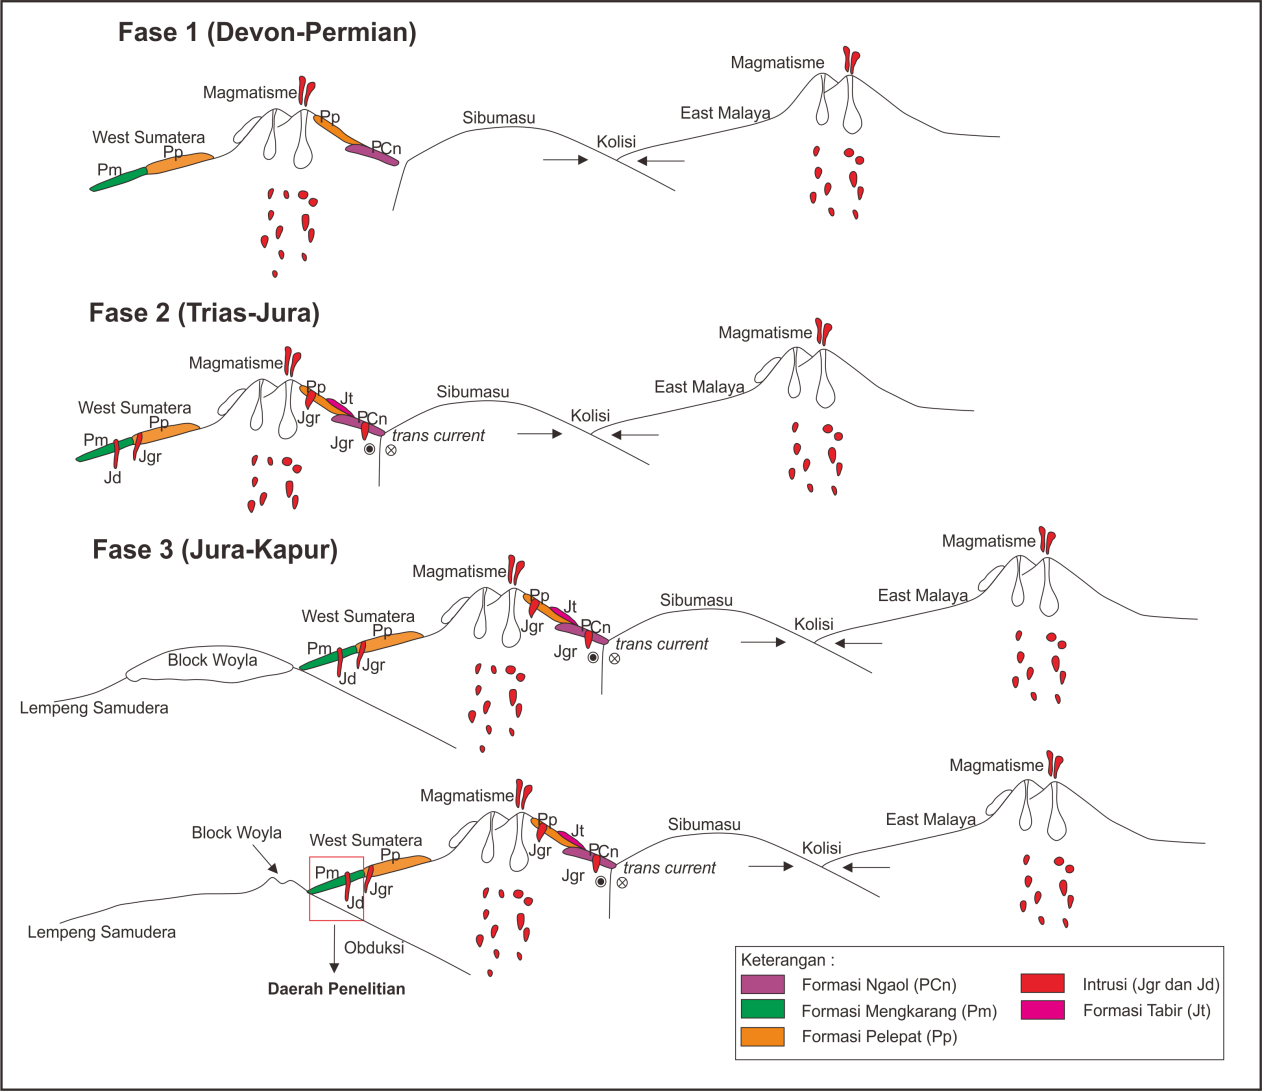 Fase 1 (Devon-Permian)
Magmatisme
Magmatisme
West Sumatera
Pp
Pp
Pm
PCn
Sibumasu
Kolisi
East Malaya
Fase 2 (Trias-Jura)
Magmatisme
Magmatisme
West Sumatera
Pp
Pp
Jt
Jgr
PCn
Pm
Jgr
Jgr
Jd
trans current
Sibumasu
Kolisi
East Malaya
Fase 3 (Jura-Kapur)
Magmatisme
Magmatisme
West Sumatera
Pp
Pp
Jt
Jgr
PCn
Pm
Jgr
Jgr
Jd
trans current
Sibumasu
Kolisi
East Malaya
Block Woyla
Lempeng Samudera
Magmatisme
Magmatisme
Block Woyla
West Sumatera
Pp
Pp
Jt
Jgr
PCn
Pm
Jgr
Jgr
Jd
trans current
Sibumasu
Kolisi
East Malaya
Lempeng Samudera
Obduksi
Daerah Penelitian
Keterangan :
Formasi Ngaol (PCn)
Formasi Mengkarang (Pm)
Formasi Pelepat (Pp)
Intrusi (Jgr dan Jd)
Formasi Tabir (Jt)